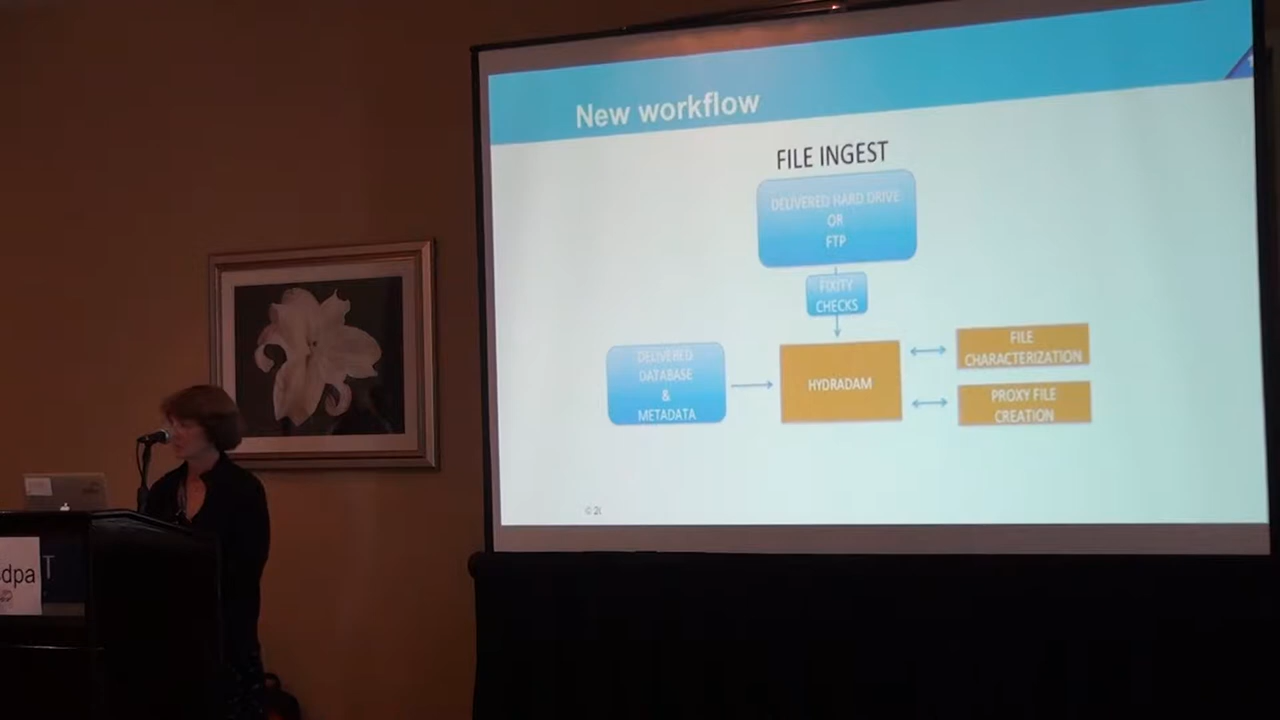 New workflow
FILE INGEST
DELIVERED HARD DRIVE
OR
FTP
FIXITY
CHECKS
DELIVERED
DATABASE
&
METADATA
HYDRADAM
FILE
CHARACTERIZATION
PROXY FILE
CREATION
dpa
T